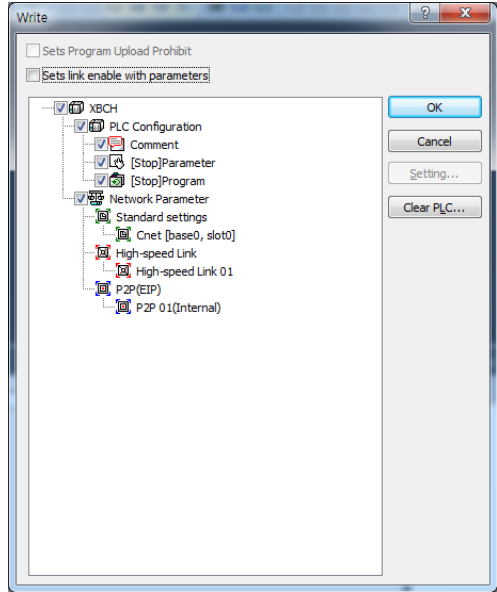 Write
Sets Program Upload Prohibit
Sets link enable with parameters
XBCH
OK
PLC Configuration
Comment
Cancel
[Stop]Parameter
[Stop]Program
Setting...
Network Parameter
Standard settings
Clear PLC...
Cnet [base0, slot0]
High-speed Link
High-speed Link 01
P2P(EIP)
P2P 01(Internal)